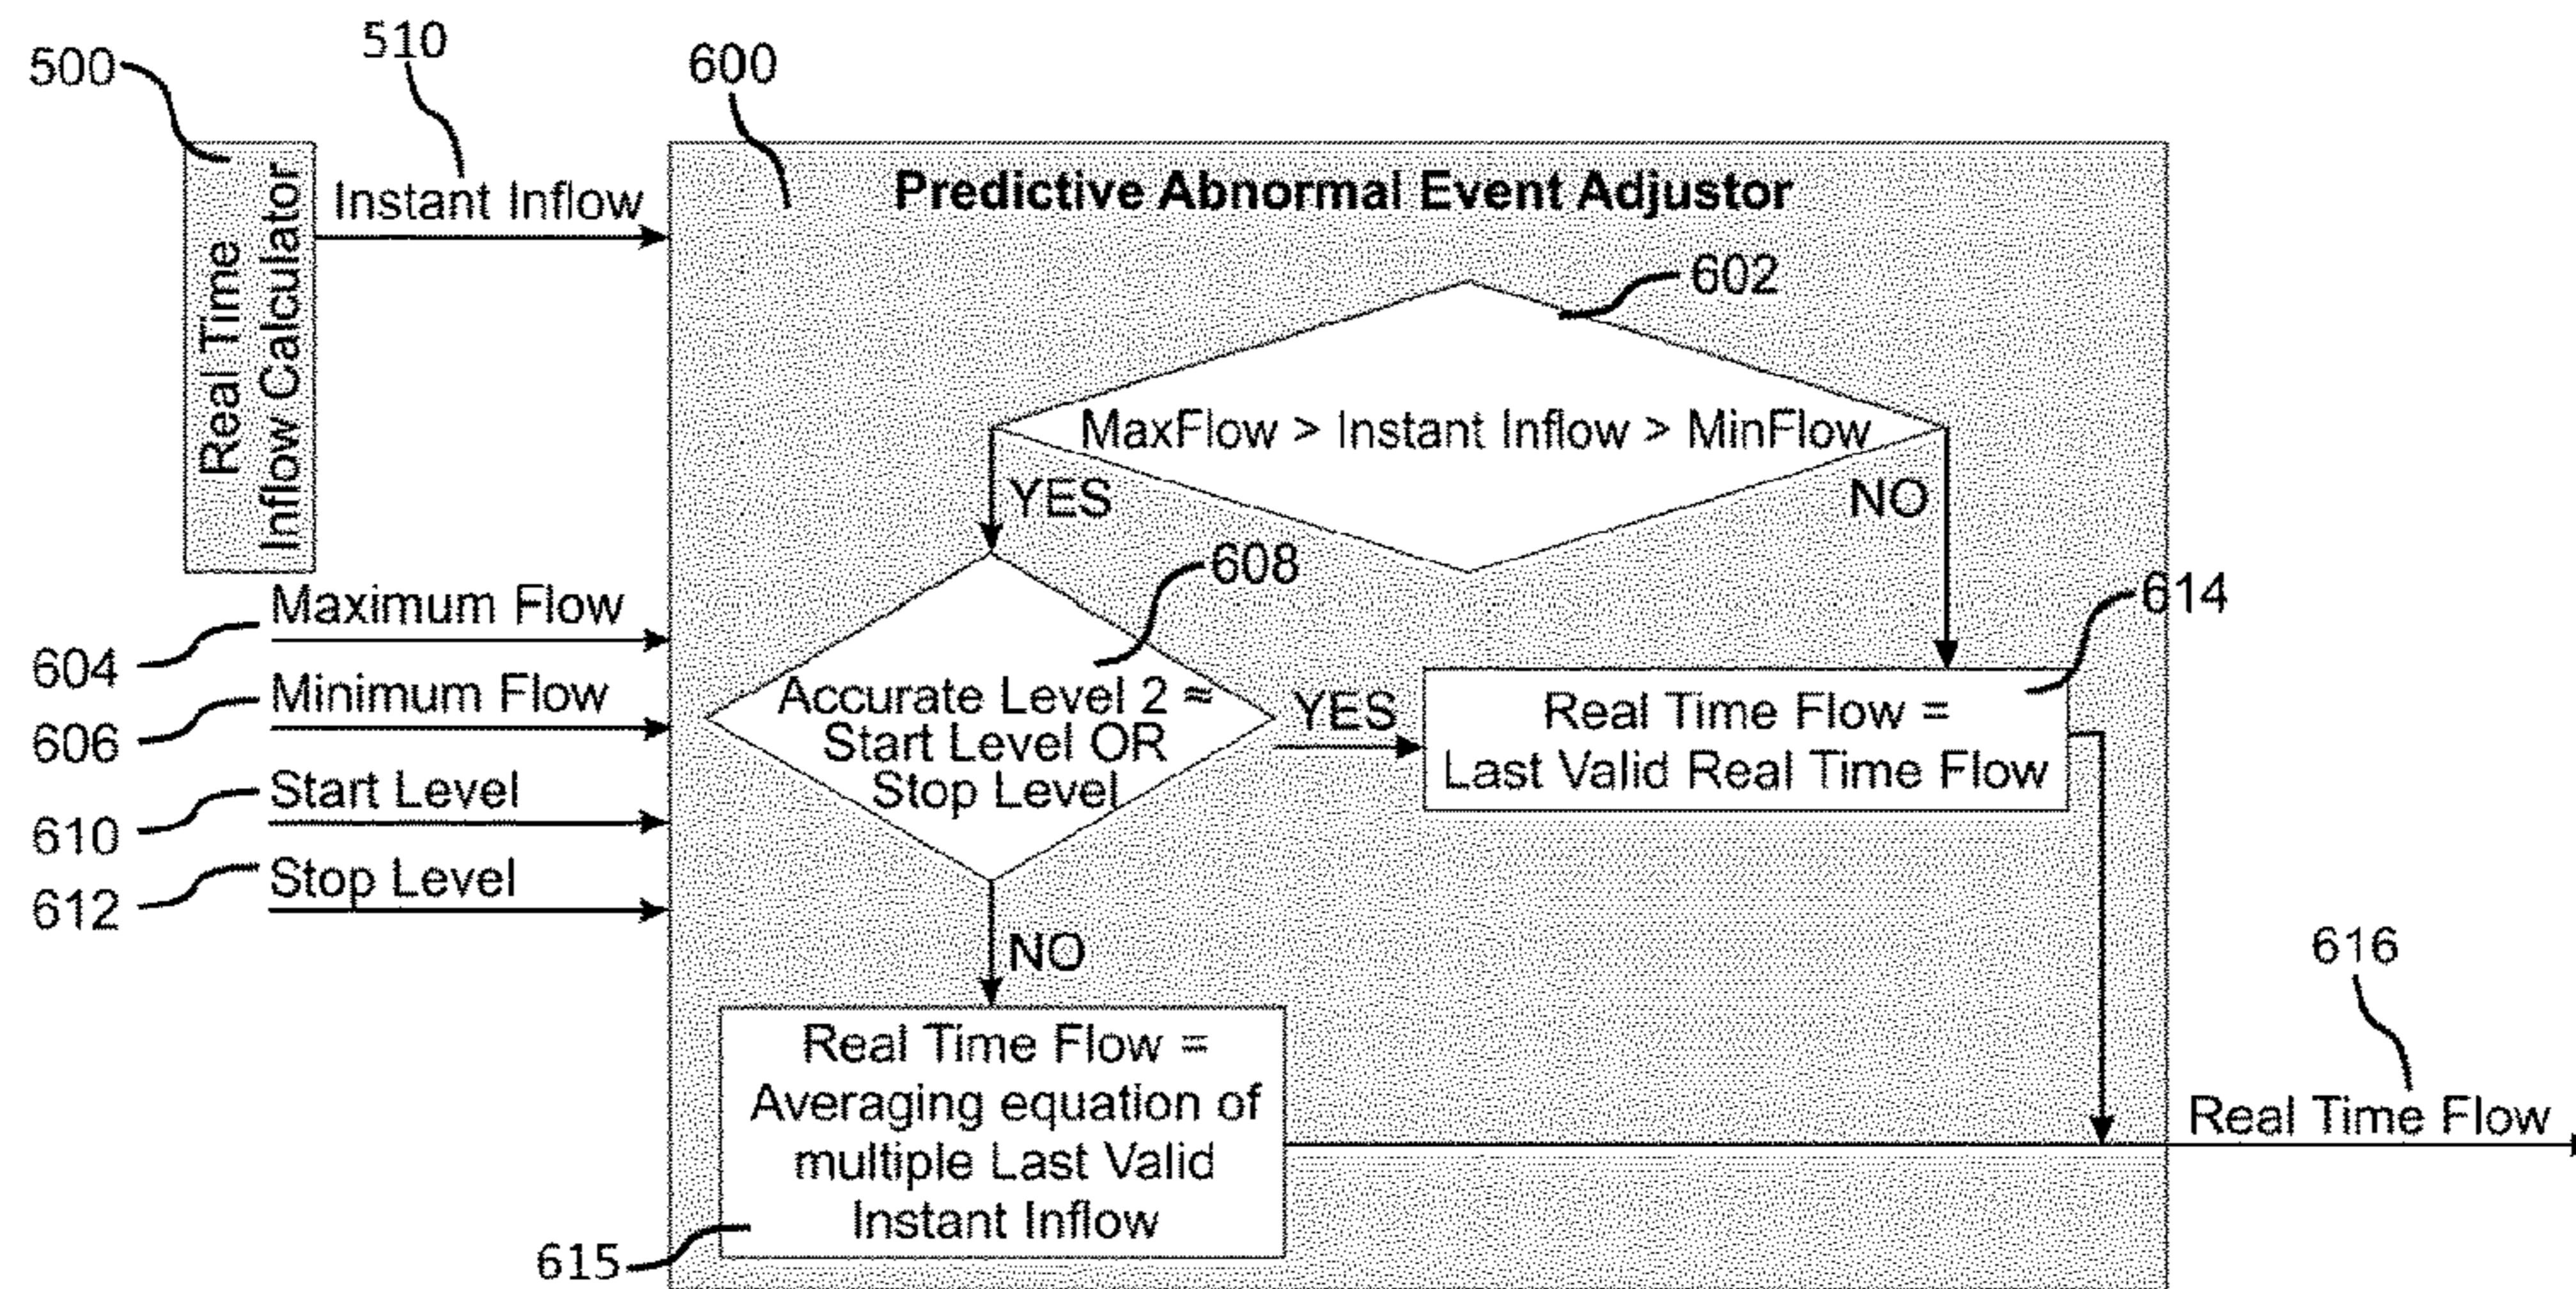 500
510
600
Real Time
Inflow Calculator
Instant Inflow
Predictive Abnormal Event Adjustor
602
MaxFlow > Instant Inflow > MinFlow
YES
NO
608
614
Maximum Flow
604
Minimum Flow
606
Start Level
610
Stop Level
612
Accurate Level 2 ≈
Start Level OR
Stop Level
YES
Real Time Flow =
Last Valid Real Time Flow
NO
616
Real Time Flow =
Averaging equation of
multiple Last Valid
Instant Inflow
615
Real Time Flow